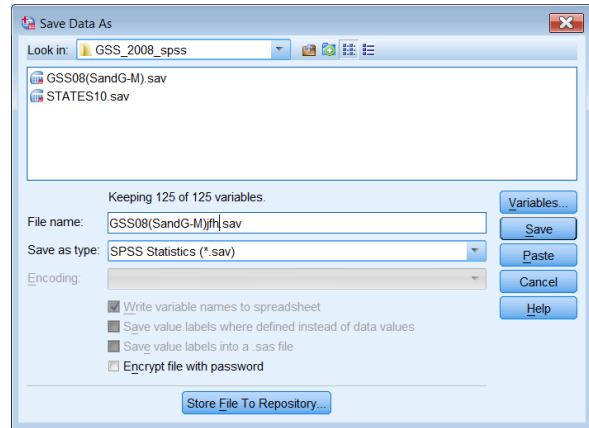 Save Data As
Look in: GSS_2008_spss
GSS08(SandG-M).sav
STATES10.sav
Keeping 125 of 125 variables.
Variables...
File name: GSS08(SandG-M)jfh.sav
Save
Save as type: SPSS Statistics (*.sav)
Paste
Encoding:
Cancel
Write variable names to spreadsheet
Help
Save value labels where defined instead of data values
Save value labels into a .sas file
Encrypt file with password
Store File To Repository...